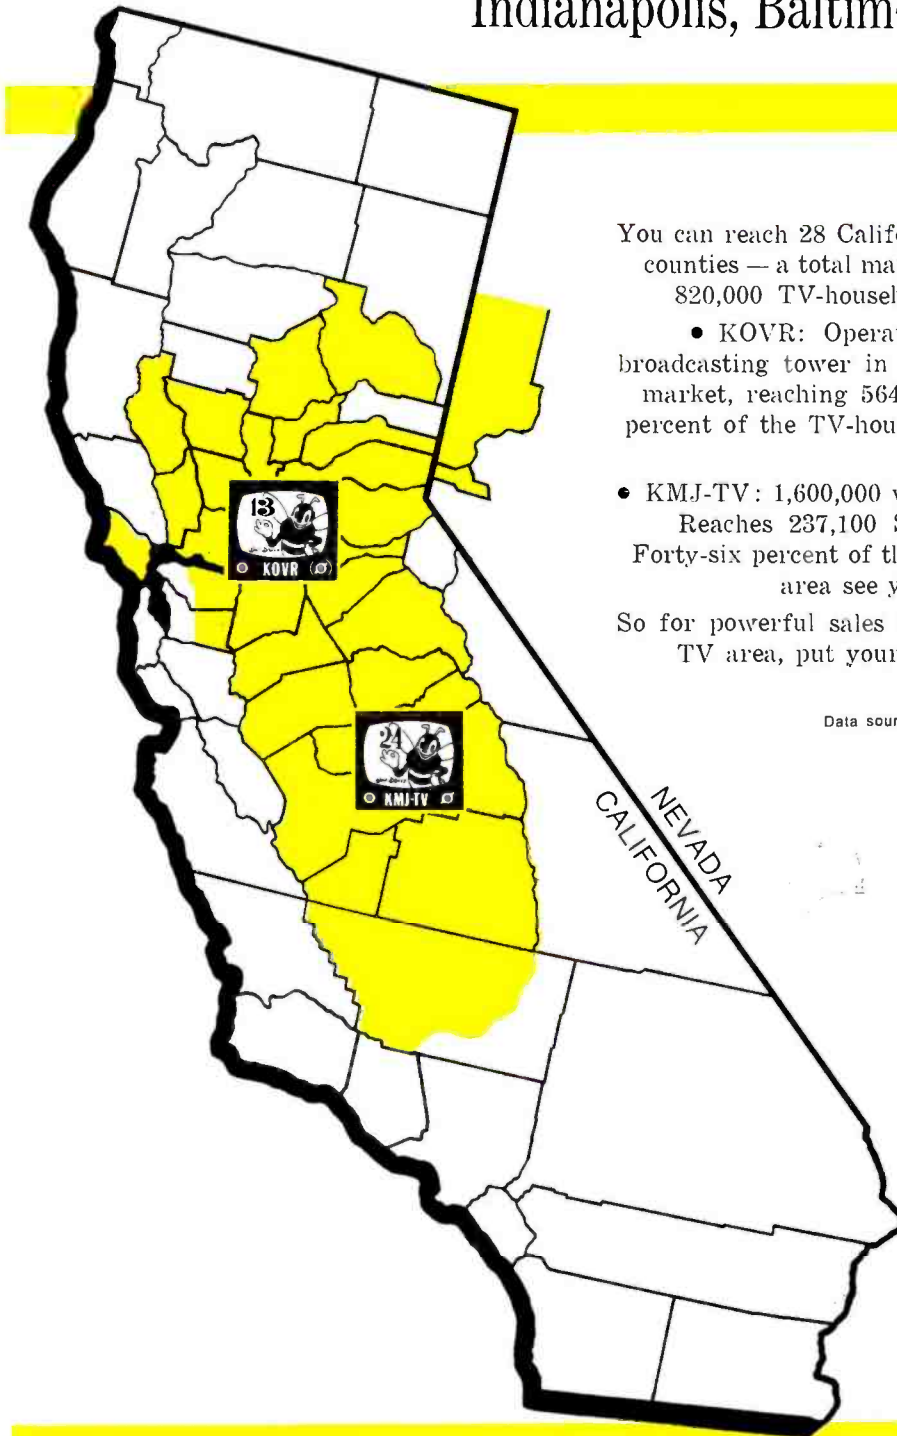 Indianapolis, Baltim
You can reach 28 Calif
counties — a total ma
820,000 TV-househ
• KOVR: Opera
broadcasting tower in
market, reaching 564
percent of the TV-hou
• KMJ-TV: 1,600,000
Reaches 237,100
Forty-six percent of th
area see y
So for powerful sales
TV area, put your
Data sour
13
KOVR
24
KMJ-TV
NEVADA
CALIFORNIA